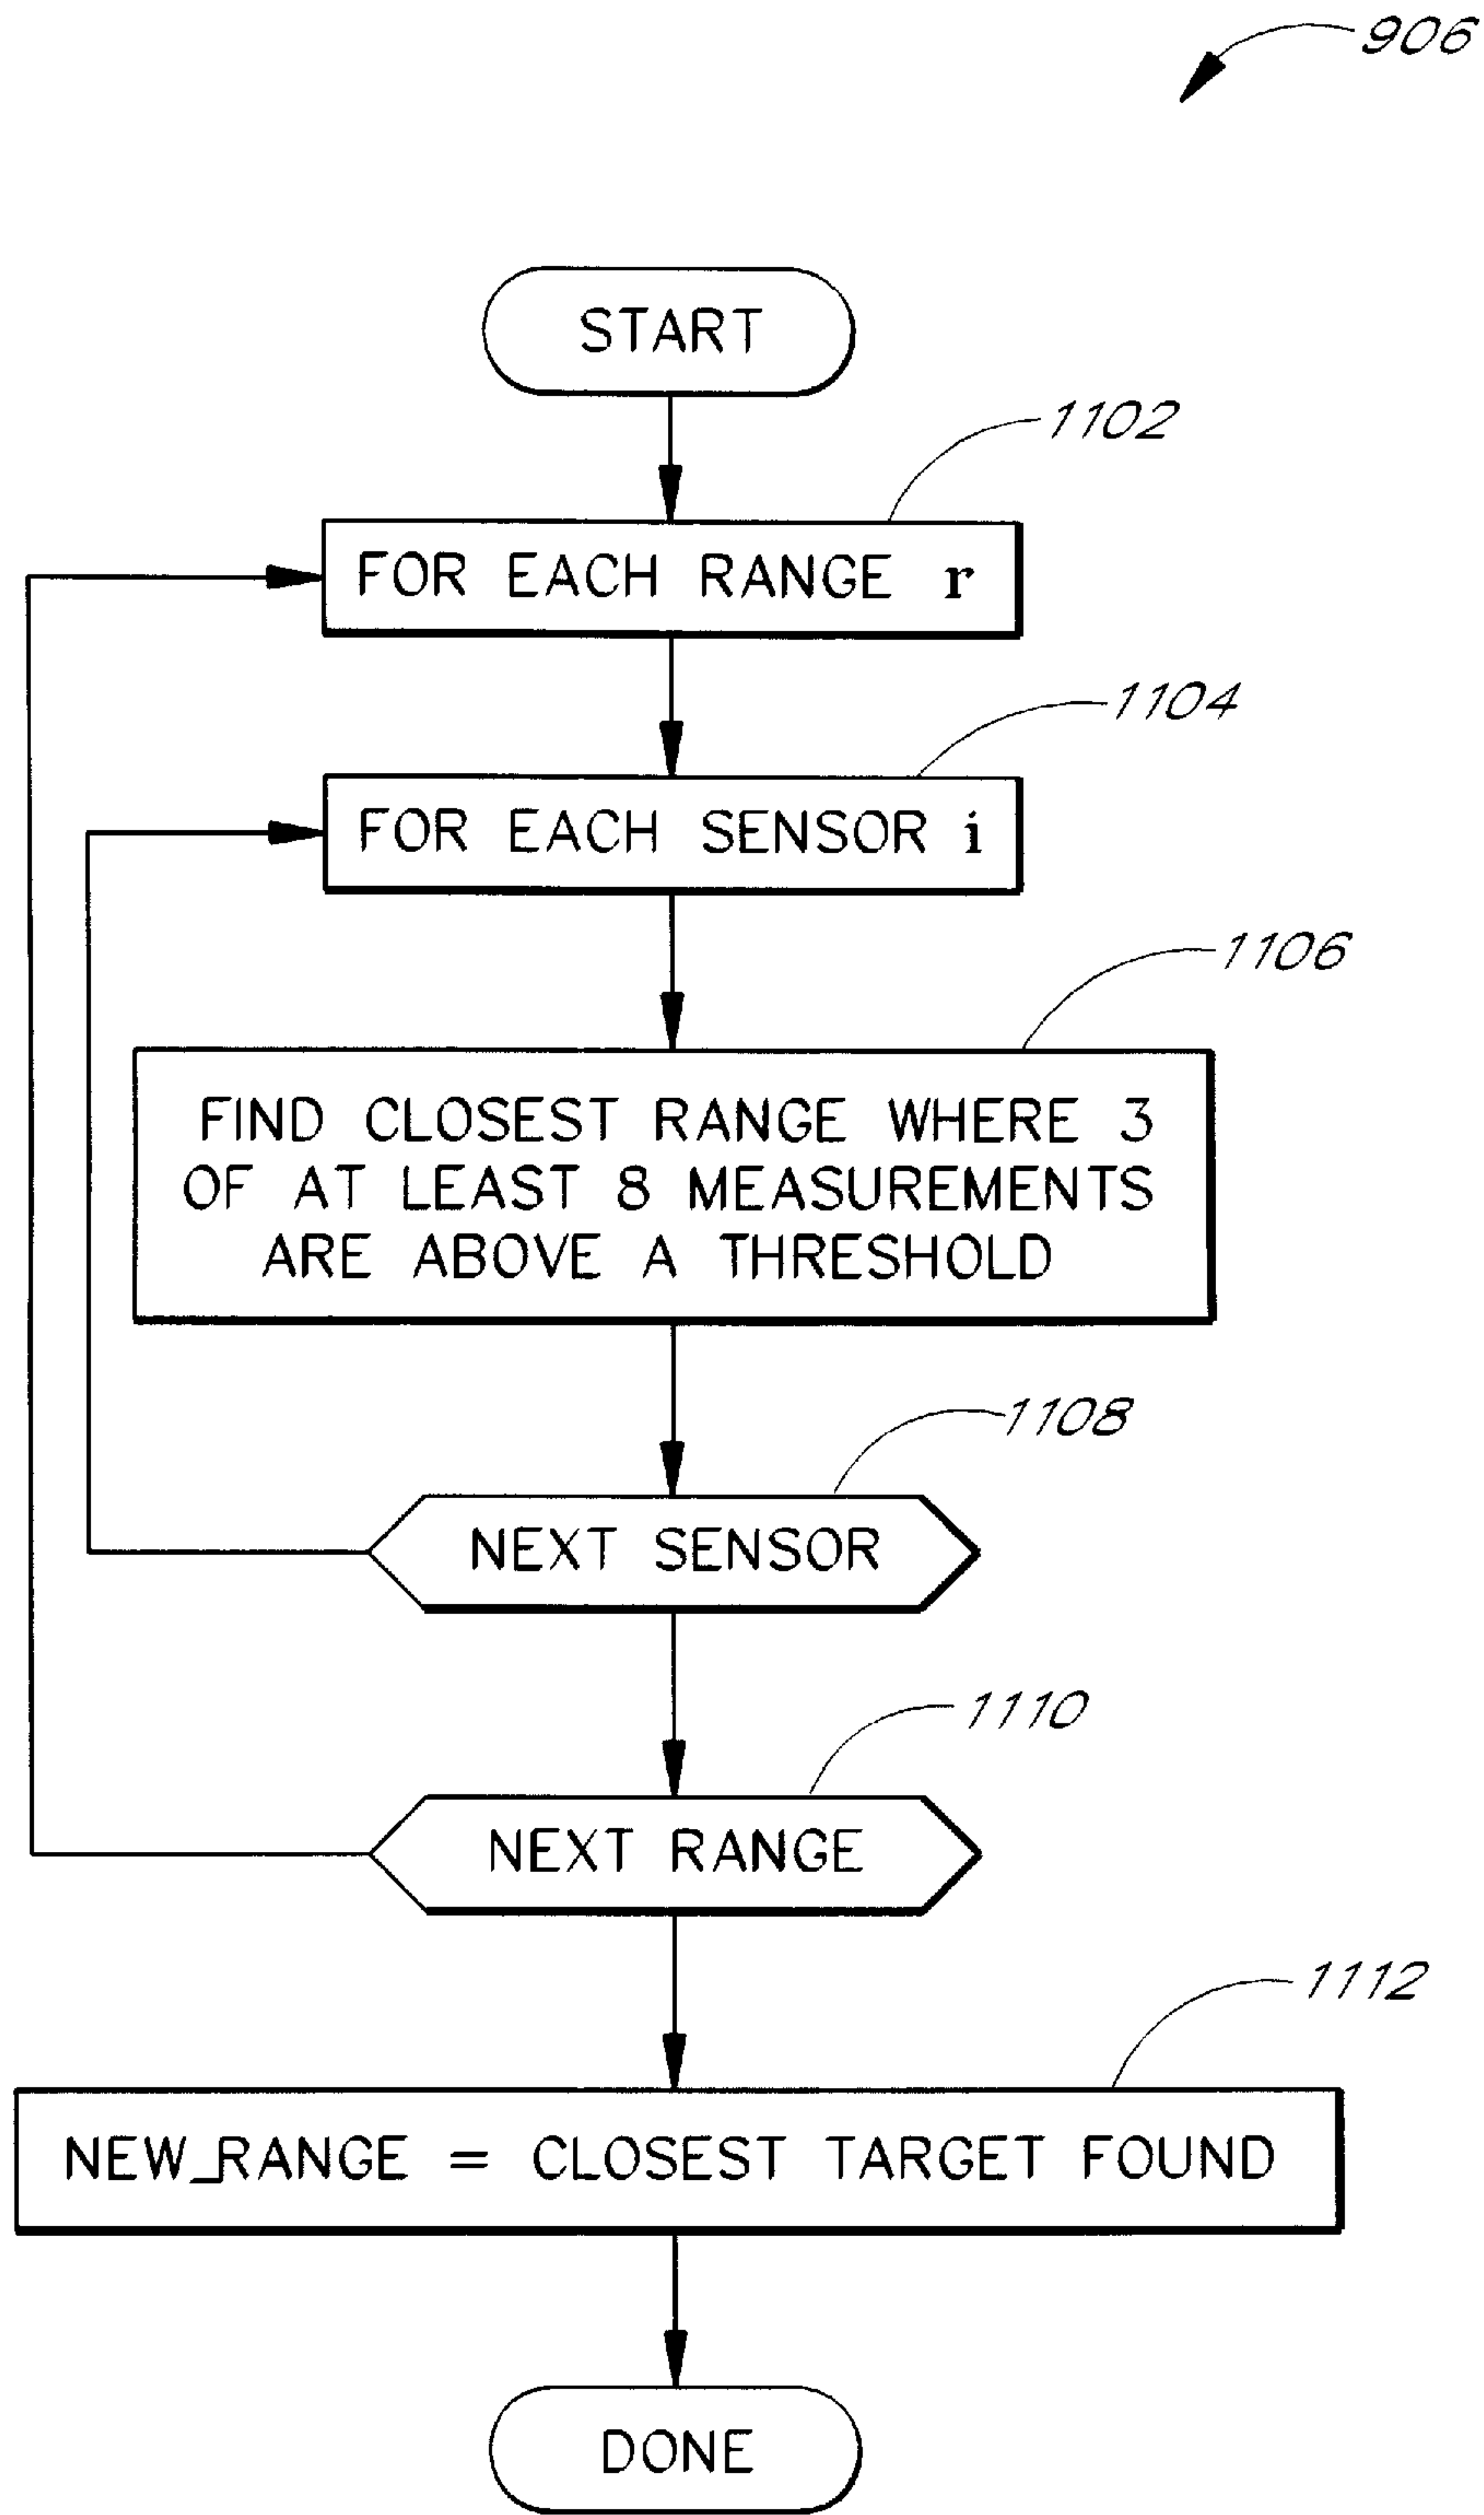 906
START
1102
FOR EACH RANGE r
1104
FOR EACH SENSOR i
1106
FIND CLOSEST RANGE WHERE 3
OF AT LEAST 8 MEASUREMENTS
ARE ABOVE A THRESHOLD
1108
NEXT SENSOR
1110
NEXT RANGE
1112
NEW_RANGE = CLOSEST TARGET FOUND
DONE